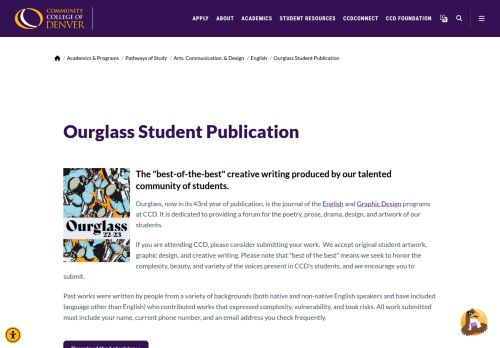 COMMUNITY
COLLEGE OF
DENVER
APPLY ABOUT ACADEMICS STUDENT RESOURCES CCDCONNECT CCD FOUNDATION
/ Academics & Programs / Pathways of Study / Arts, Communication, & Design / English / Ourglass Student Publication
Ourglass Student Publication
The "best-of-the-best" creative writing produced by our talented
community of students.
Ourglass, now in its 43rd year of publication, is the journal of the English and Graphic Design programs
at CCD. It is dedicated to providing a forum for the poetry, prose, drama, design, and artwork of our
students.
Ourglass
22-23
If you are attending CCD, please consider submitting your work.  We accept original student artwork,
graphic design, and creative writing. Please note that "best of the best" means we seek to honor the
complexity, beauty, and variety of the voices present in CCD's students, and we encourage you to
submit.
Past works were written by people from a variety of backgrounds (both native and non-native English speakers and have included
language other than English) who contributed works that expressed complexity, vulnerability, and took risks. All work submitted
must include your name, current phone number, and an email address you check frequently.